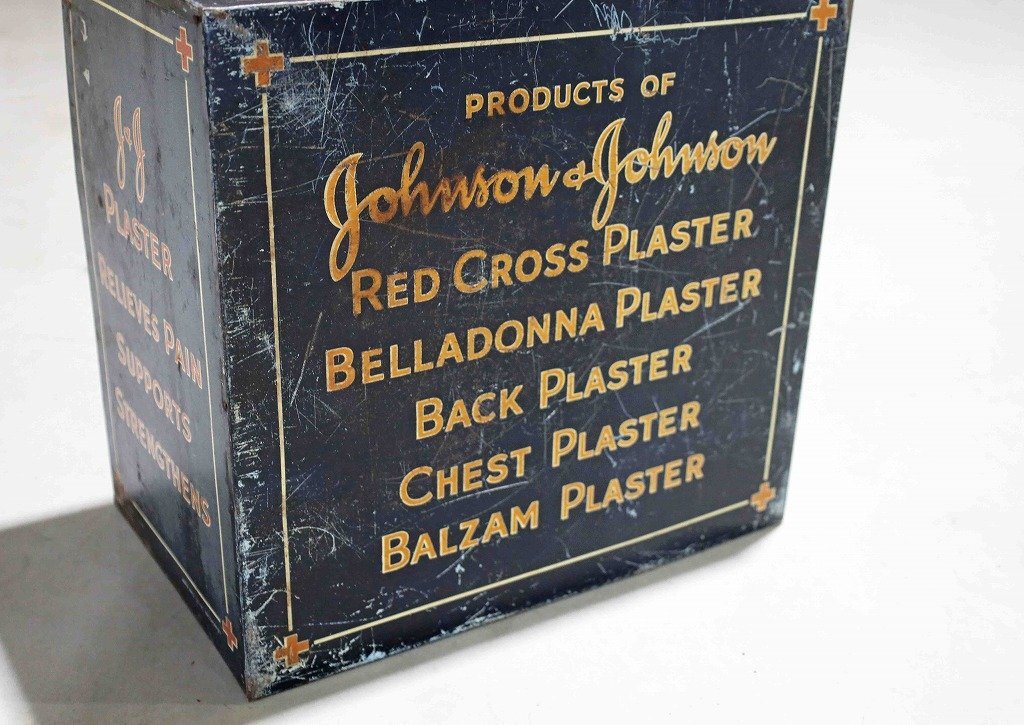 J&J
PLASTER
RELIEVES PAIN
SUPPORTS
STRENGTHENS
PRODUCTS OF
Johnson & Johnson
RED CROSS PLASTER
BELLADONNA PLASTER
BACK PLASTER
CHEST PLASTER
BALZAM PLASTER